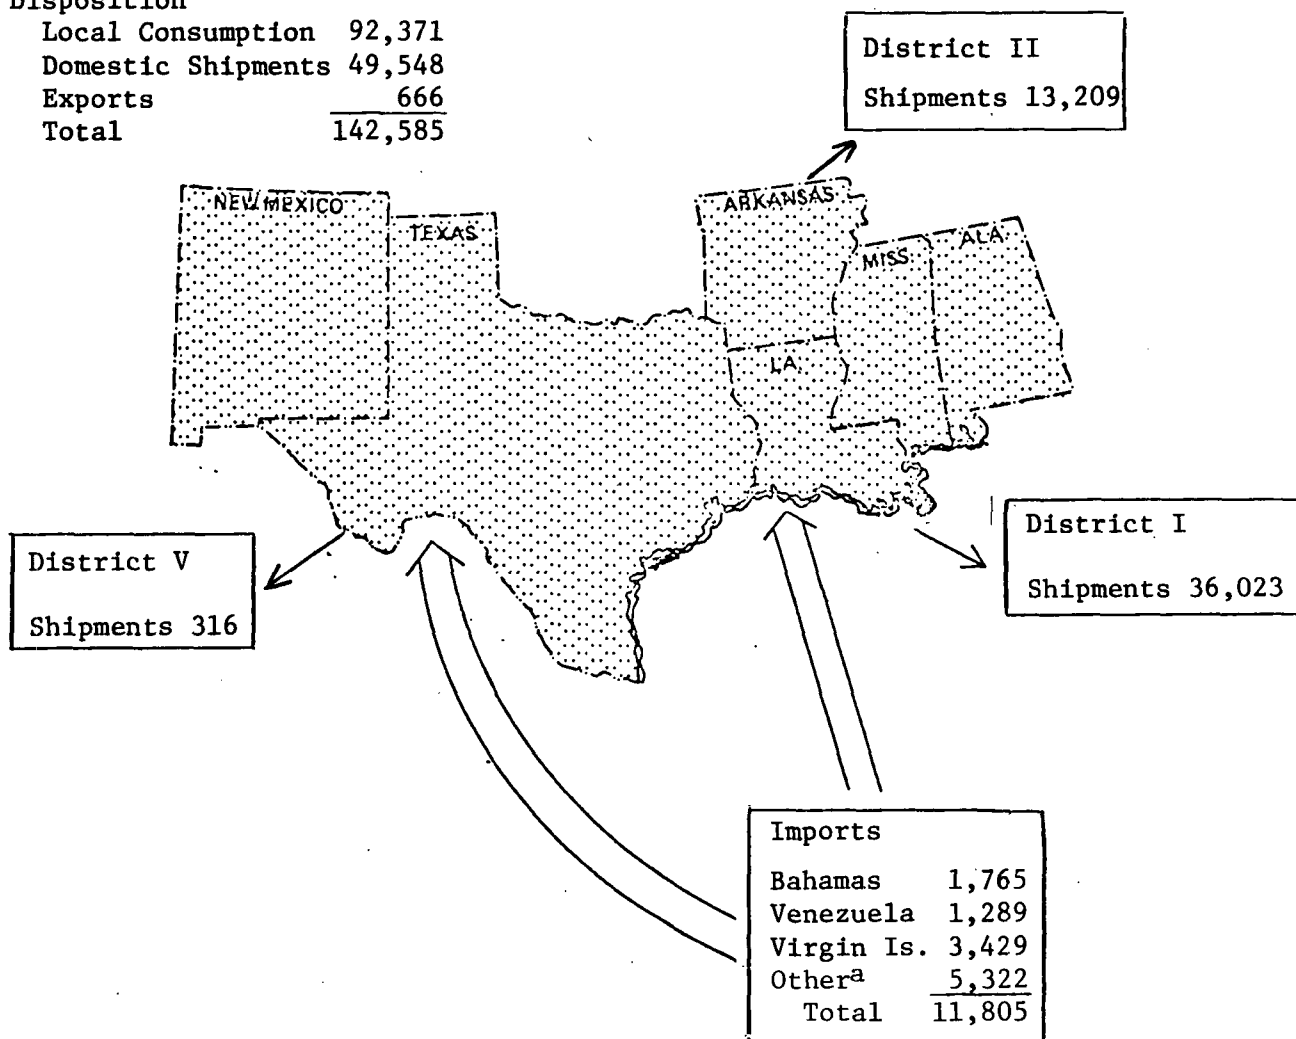 Disposition
Local Consumption 92,371
Domestic Shipments 49,548
Exports 666
Total 142,585
District II
Shipments 13,209
NEW MEXICO
TEXAS
ARKANSAS
MISS.
ALA.
LA.
District V
Shipments 316
District I
Shipments 36,023
Imports
Bahamas 1,765
Venezuela 1,289
Virgin Is. 3,429
Otherᵃ 5,322
Total 11,805